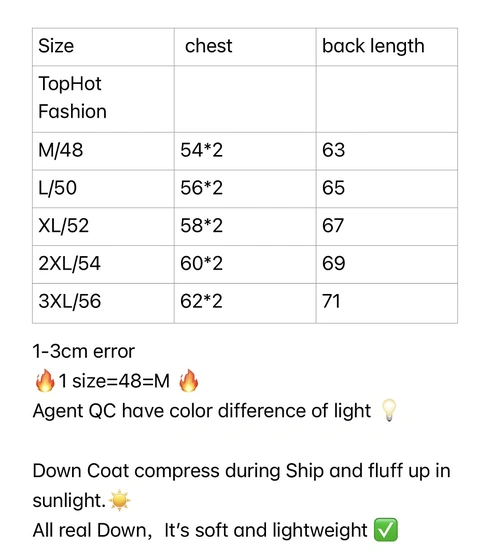 Size chest back length
TopHot
Fashion
M/48 54*2 63
L/50 56*2 65
XL/52 58*2 67
2XL/54 60*2 69
3XL/56 62*2 71
1-3cm error
🔥1 size=48=M 🔥
Agent QC have color difference of light 💡
Down Coat compress during Ship and fluff up in
sunlight.☀️
All real Down，It's soft and lightweight ✅